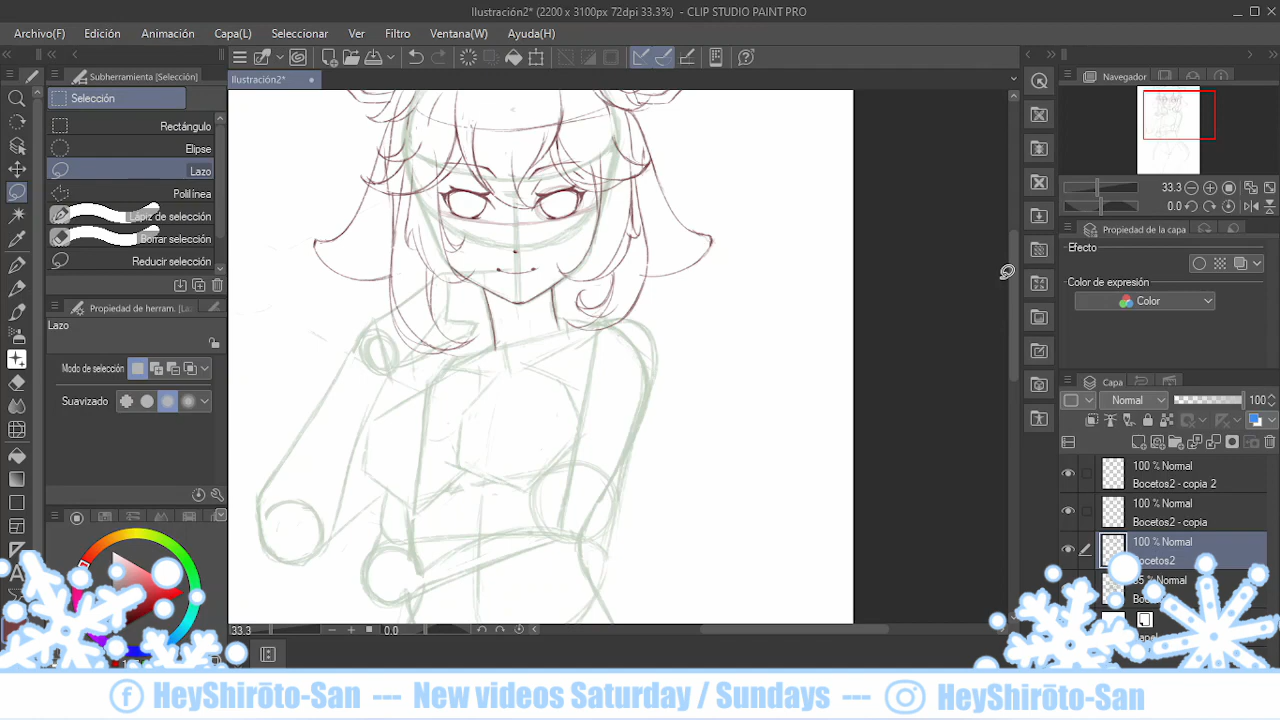 Ilustración2* (2200 x 3100px 72dpi 33.3%) - CLIP STUDIO PAINT PRO
Archivo(F) Edición Animación Capa(L) Seleccionar Ver Filtro Ventana(W) Ayuda(H)
Subherramienta [Selección]
Selección
Rectángulo
Elipse
Lazo
Polilínea
Lápiz de selección
Borrar selección
Reducir selección
Propiedad de herram. [Lazo
Lazo
Modo de selección
Suavizado
Ilustración2*
33.3 0.0
Navegador
33.3
0.0
Propiedad de la capa
Efecto
Color de expresión
Color
Capa
Normal 100
100 % Normal
Bocetos2 - copia 2
100 % Normal
Bocetos2 - copia
100 % Normal
Bocetos2
% Normal
HeyShirōto-San --- New videos Saturday / Sundays --- HeyShirōto-San